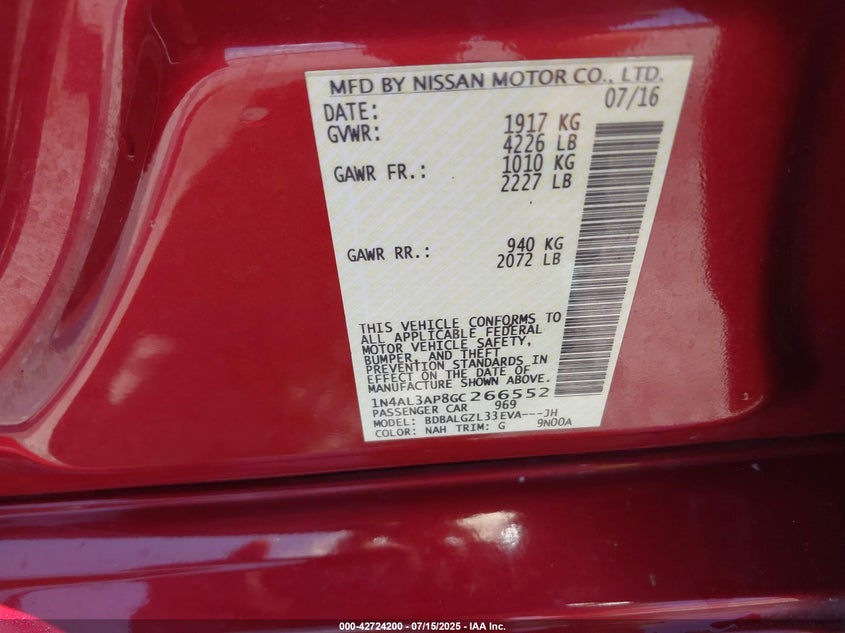 MFD BY NISSAN MOTOR CO., LTD.
DATE: 07/16
GVWR: 1917 KG
4226 LB
GAWR FR.: 1010 KG
2227 LB
GAWR RR.: 940 KG
2072 LB
THIS VEHICLE CONFORMS TO
ALL APPLICABLE FEDERAL
MOTOR VEHICLE SAFETY,
BUMPER, AND THEFT
PREVENTION STANDARDS IN
EFFECT ON THE DATE OF
MANUFACTURE SHOWN ABOVE.
1N4AL3AP8GC266552
PASSENGER CAR 969
MODEL: BDBALGZL33EVA---JH
COLOR: NAH TRIM: G 9N00A
000-42724200 - 07/15/2025 - IAA Inc.